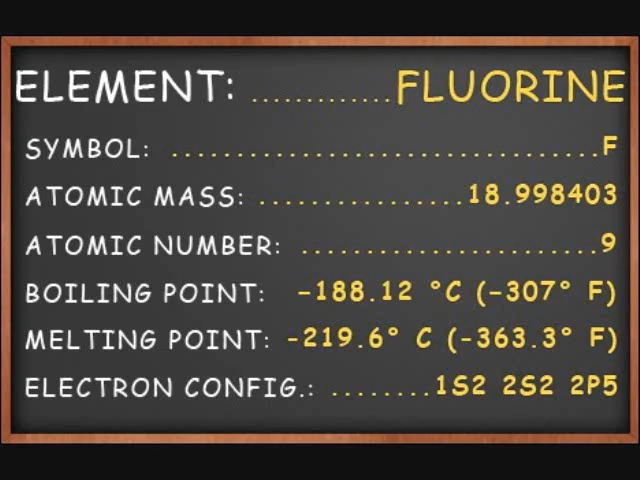 ELEMENT: .............FLUORINE
SYMBOL: .................................F
ATOMIC MASS: ................18.998403
ATOMIC NUMBER: .......................9
BOILING POINT: -188.12 °C (-307° F)
MELTING POINT: -219.6° C (-363.3° F)
ELECTRON CONFIG.: ........1S2 2S2 2P5